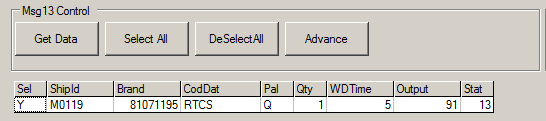 Msg13 Control
Get Data Select All DeSelectAll Advance
Sel ShipId Brand CodDat Pal Qty WDTime Output Stat
Y M0119 81071195 RTCS Q 1 5 91 13